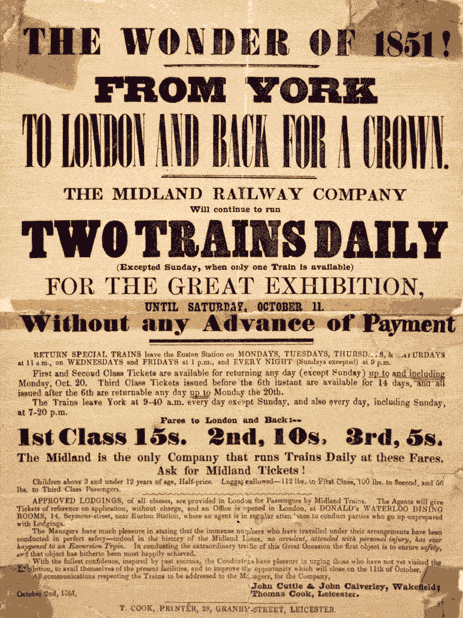 THE WONDER OF 1851!
FROM YORK
TO LONDON AND BACK FOR A CROWN.
THE MIDLAND RAILWAY COMPANY
Will continue to run
TWO TRAINS DAILY
(Excepted Sunday, when only one Train is available)
FOR THE GREAT EXHIBITION,
UNTIL SATURDAY, OCTOBER 11.
Without any Advance of Payment
RETURN SPECIAL TRAINS leave the Euston Station on MONDAYS, TUESDAYS, THURSDAYS, & SATURDAYS
at 11 a.m., on WEDNESDAYS and FRIDAYS at 1 p.m., and EVERY NIGHT (Sundays excepted) at 9 p.m.
First and Second Class Tickets are available for returning any day (except Sunday) up to and including
Monday, Oct. 20. Third Class Tickets issued before the 6th instant are available for 14 days, and all
issued after the 6th are returnable any day up to Monday the 20th.
The Trains leave York at 9-40 a.m. every day except Sunday, and also every day, including Sunday,
at 7-20 p.m.
Fares to London and Back:—
1st Class 15s. 2nd, 10s, 3rd, 5s.
The Midland is the only Company that runs Trains Daily at these Fares.
Ask for Midland Tickets!
Children above 3 and under 12 years of age, Half-price. Luggage allowed—112 lbs. to First Class, 100 lbs. to Second, and 56
lbs. to Third Class Passengers.
APPROVED LODGINGS, of all classes, are provided in London for Passengers by Midland Trains. The Agents will give
Tickets of reference on application, without charge, and an Office is opened in London, at DONALD'S WATERLOO DINING
ROOMS, 14, Seymour-street, near Euston Station, where an agent is in regular attendance to conduct parties who go up unprepared
with Lodgings.
The Managers have much pleasure in stating that the immense numbers who have travelled under their arrangements have been
conducted in perfect safety—indeed in the history of the Midland Lines, no accident, attended with personal injury, has ever
happened to an Excursion Train. In conducting the extraordinary traffic of this Great Occasion the first object is to ensure safety,
and that object has hitherto been most happily achieved.
With the fullest confidence, inspired by past success, the Conductors have pleasure in urging those who have not yet visited the
Exhibition, to avail themselves of the present facilities, and to improve the opportunity which will close on the 11th of October.
All communications respecting the Trains to be addressed to the Managers, for the Company,
John Cuttle & John Calverley, Wakefield;
Thomas Cook, Leicester.
October 2nd, 1851.
T. COOK, PRINTER, 28, GRANBY-STREET, LEICESTER.